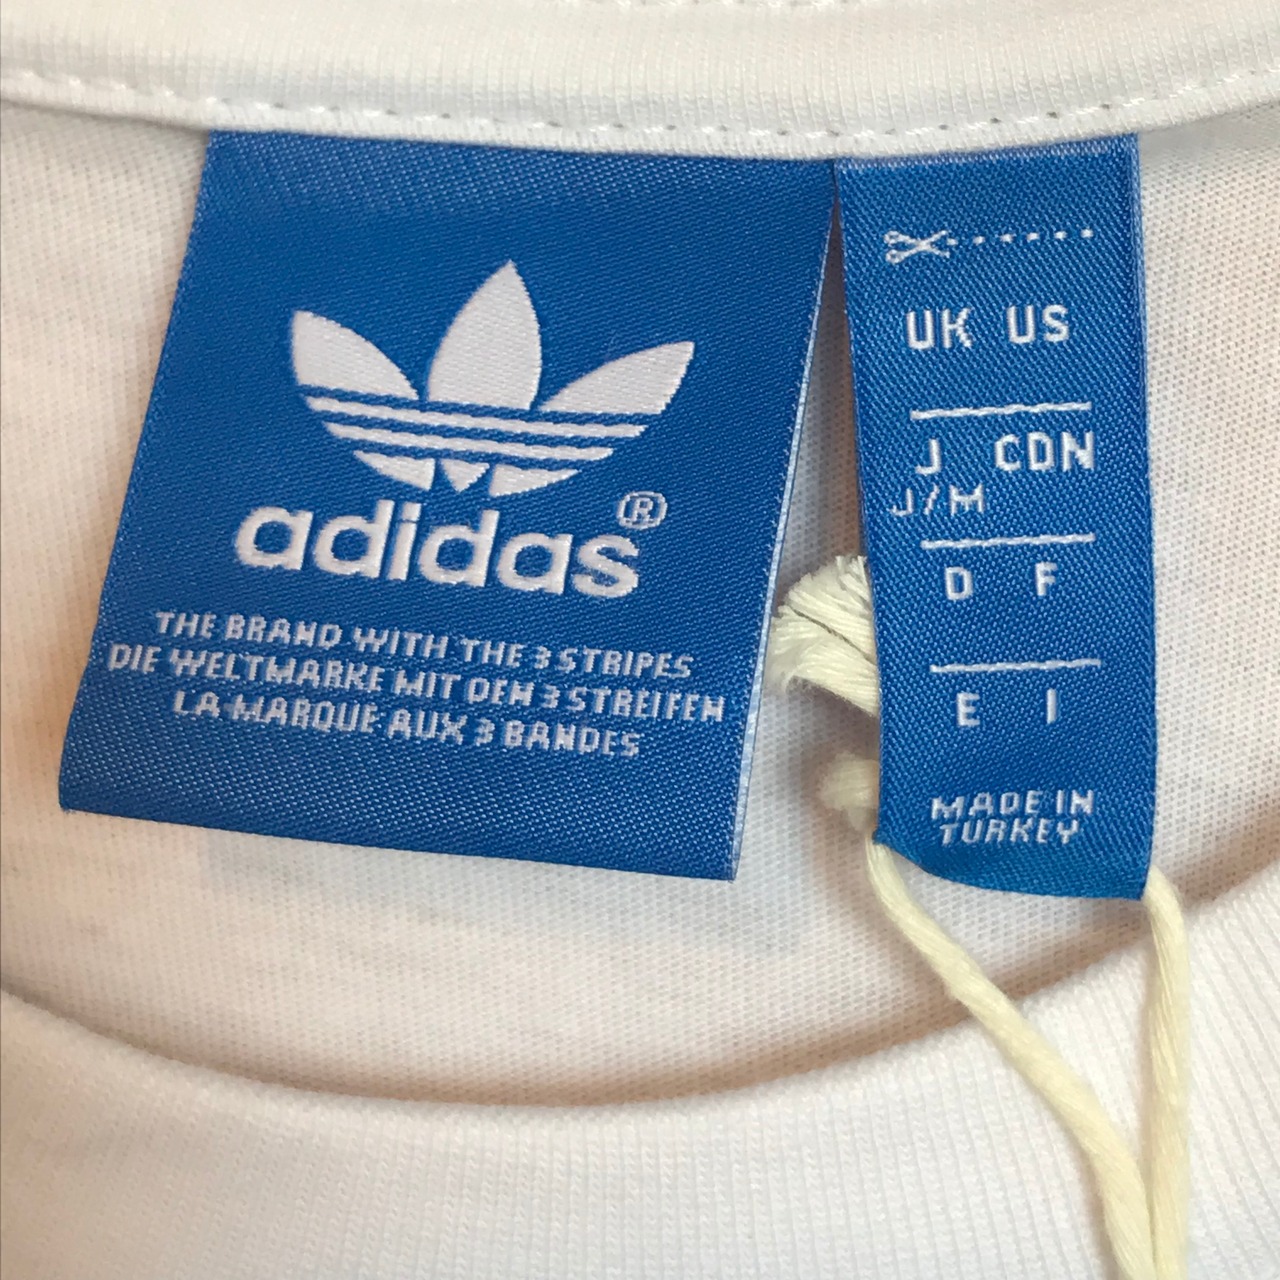 adidas®
THE BRAND WITH THE 3 STRIPES
DIE WELTMARKE MIT DEN 3 STREIFEN
LA MARQUE AUX 3 BANDES
UK US
J CDN
J/M
D F
E I
MADE IN
TURKEY